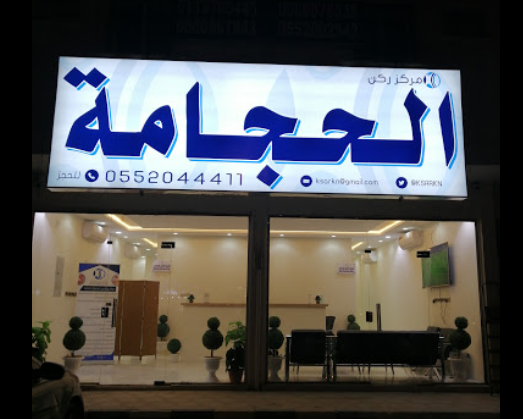 مركز ركن
الحجامة
للحجز 0552044411
ksarkn@gmail.com
@KSARKN